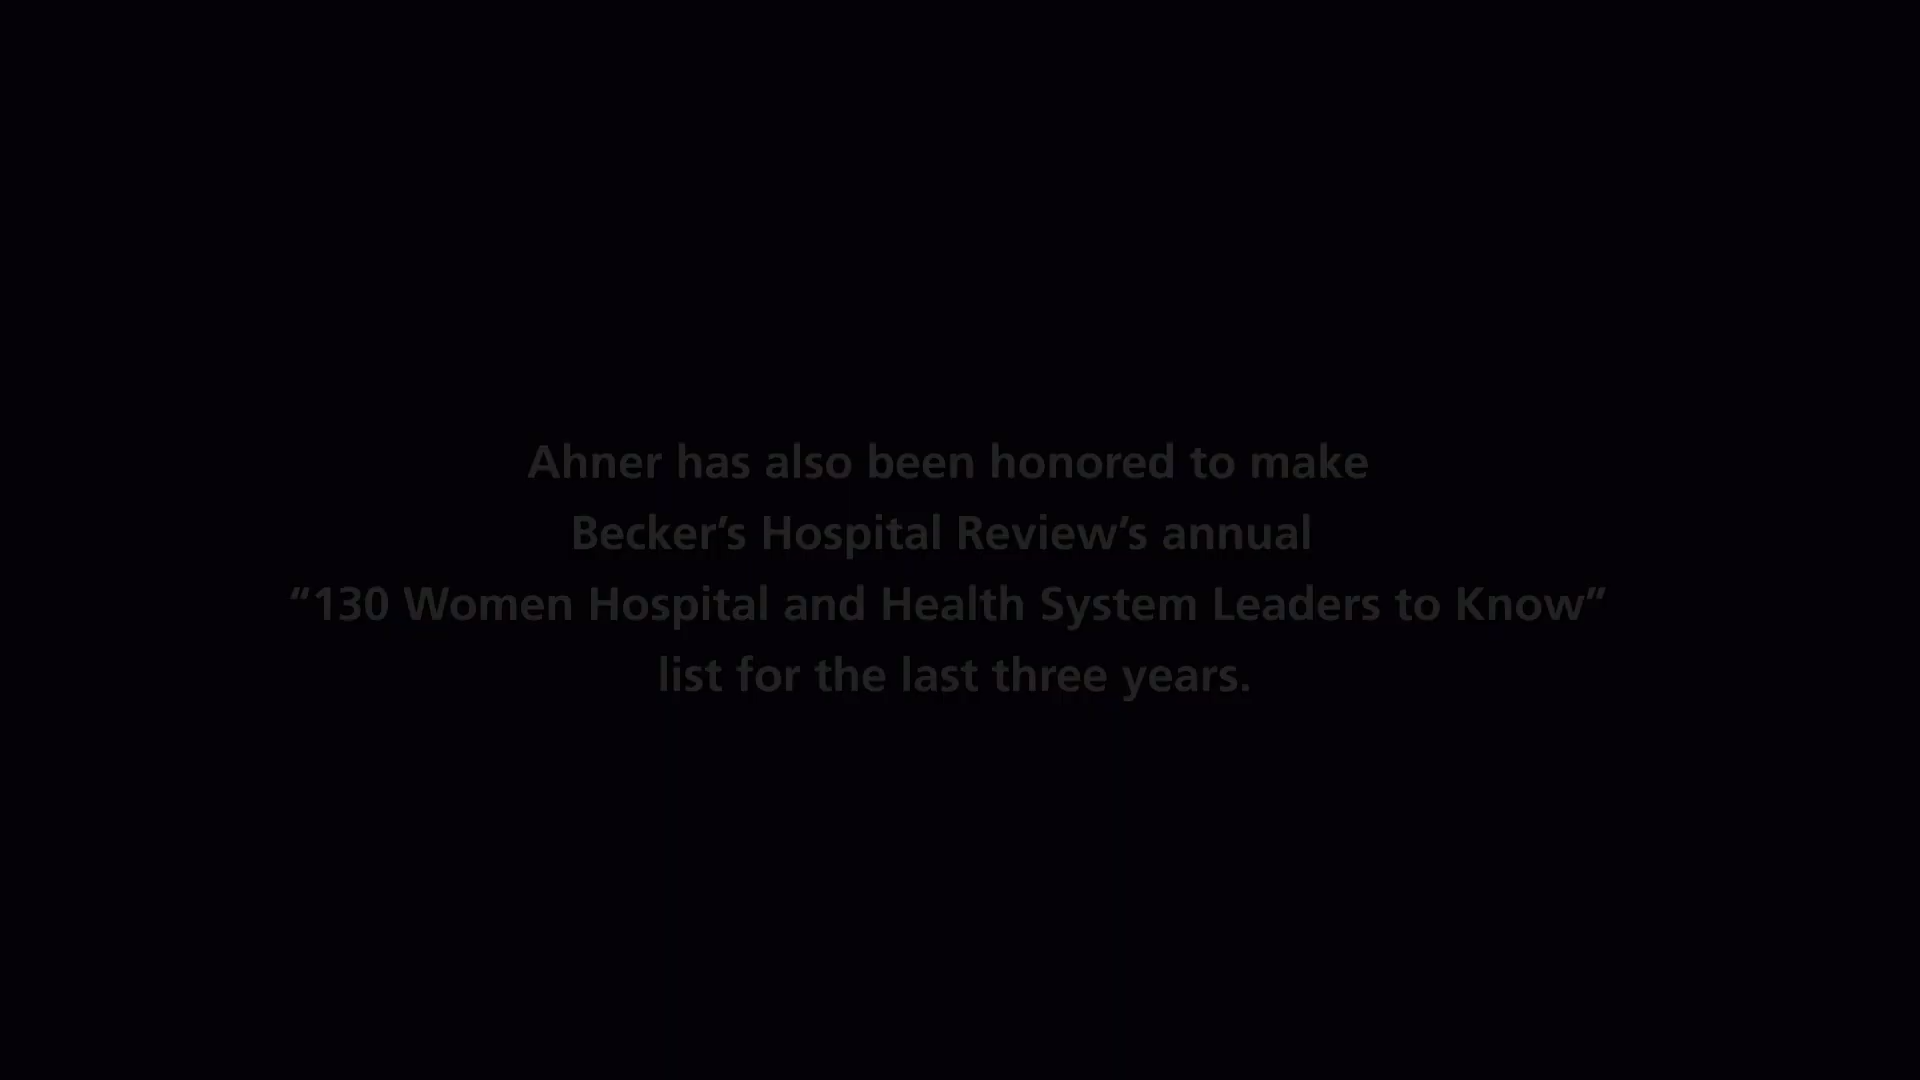 Ahner has also been honored to make
Becker’s Hospital Review’s annual
“130 Women Hospital and Health System Leaders to Know”
list for the last three years.